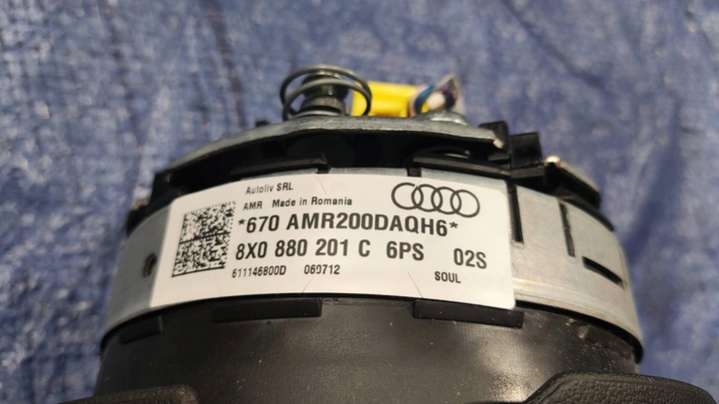 Autoliv SRL
AMR Made in Romania
*670 AMR200DAQH6*
8X0 880 201 C 6PS 02S
611146800D 060712 SOUL